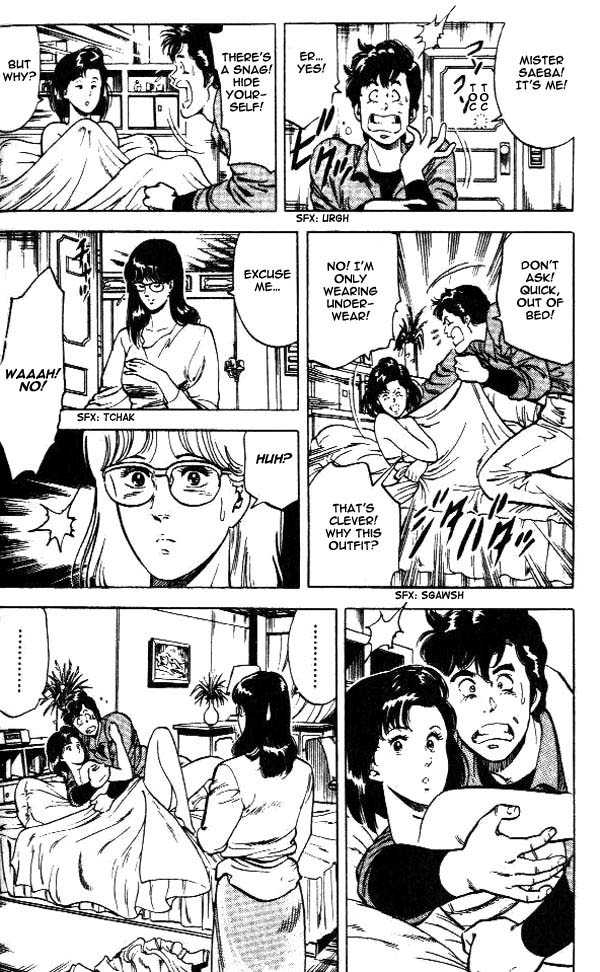 MISTER
SAEBA!
IT'S ME!
TOC
TOC
ER...
YES!
SFX: URGH
THERE'S
A SNAG!
HIDE
YOUR-
SELF!
BUT
WHY?
DON'T
ASK!
QUICK,
OUT OF
BED!
NO! I'M
ONLY
WEARING
UNDER-
WEAR!
THAT'S
CLEVER!
WHY THIS
OUTFIT?
SFX: SGAWSH
EXCUSE
ME...
SFX: TCHAK
WAAAH!
NO!
HUH?
.........
.........